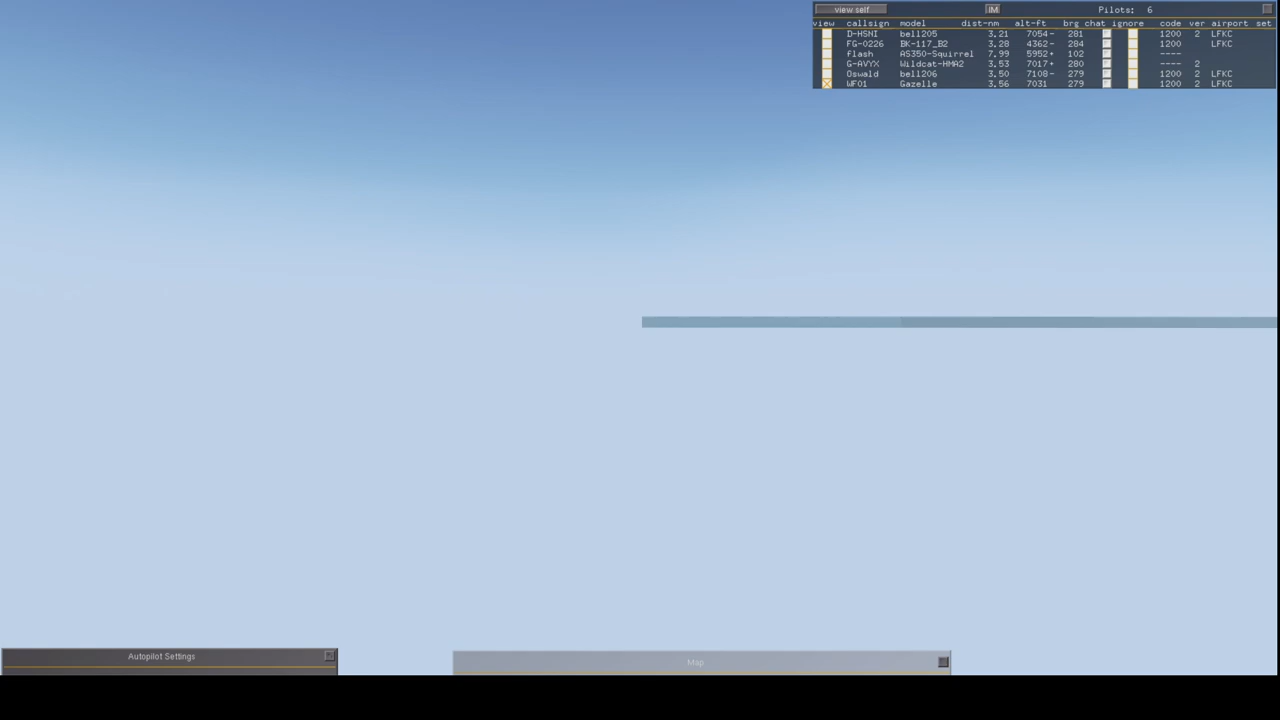 view self IM Pilots: 6
view callsign model dist-nm alt-ft brg chat ignore code ver airport set
D-HSNI bell205 3.21 7054- 281 1200 2 LFKC
FG-0226 BK-117_B2 3.28 4362- 284 1200 LFKC
flash AS350-Squirrel 7.99 5952+ 102 ----
G-AVYX Wildcat-HMA2 3.53 7017+ 280 ---- 2
Oswald bell206 3.50 7108- 279 1200 2 LFKC
WF01 Gazelle 3.56 7031 279 1200 2 LFKC
Autopilot Settings
Map